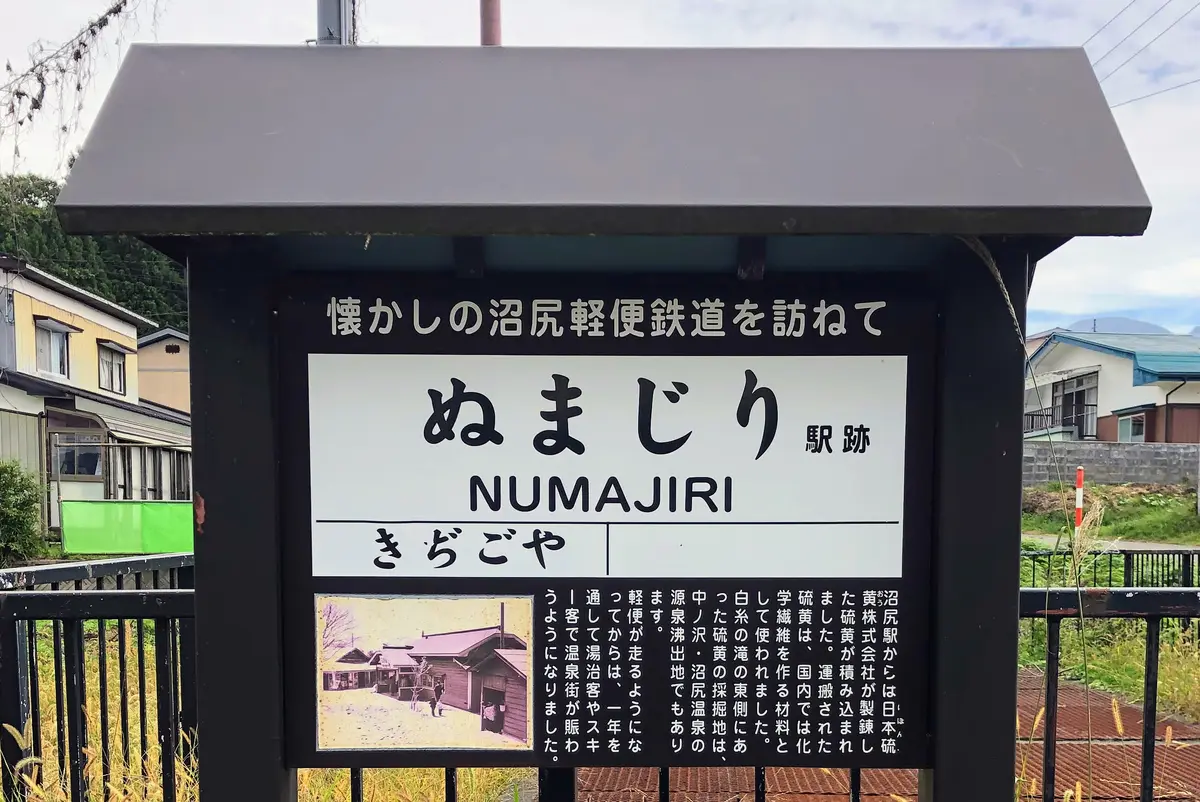 懐かしの沼尻軽便鉄道を訪ねて
ぬまじり 駅跡
NUMAJIRI
きぢごや
沼尻駅からは日本硫
黄株式会社が製錬し
た硫黄が積み込まれ
ました。運搬された
硫黄は、国内では化
学繊維を作る材料と
して使われました。
白糸の滝の東側にあ
った硫黄の採掘地は、
中ノ沢・沼尻温泉の
源泉沸出地でもあり
ます。
軽便が走るようにな
ってからは、一年を
通して湯治客やスキ
ー客で温泉街が賑わ
うようになりました。